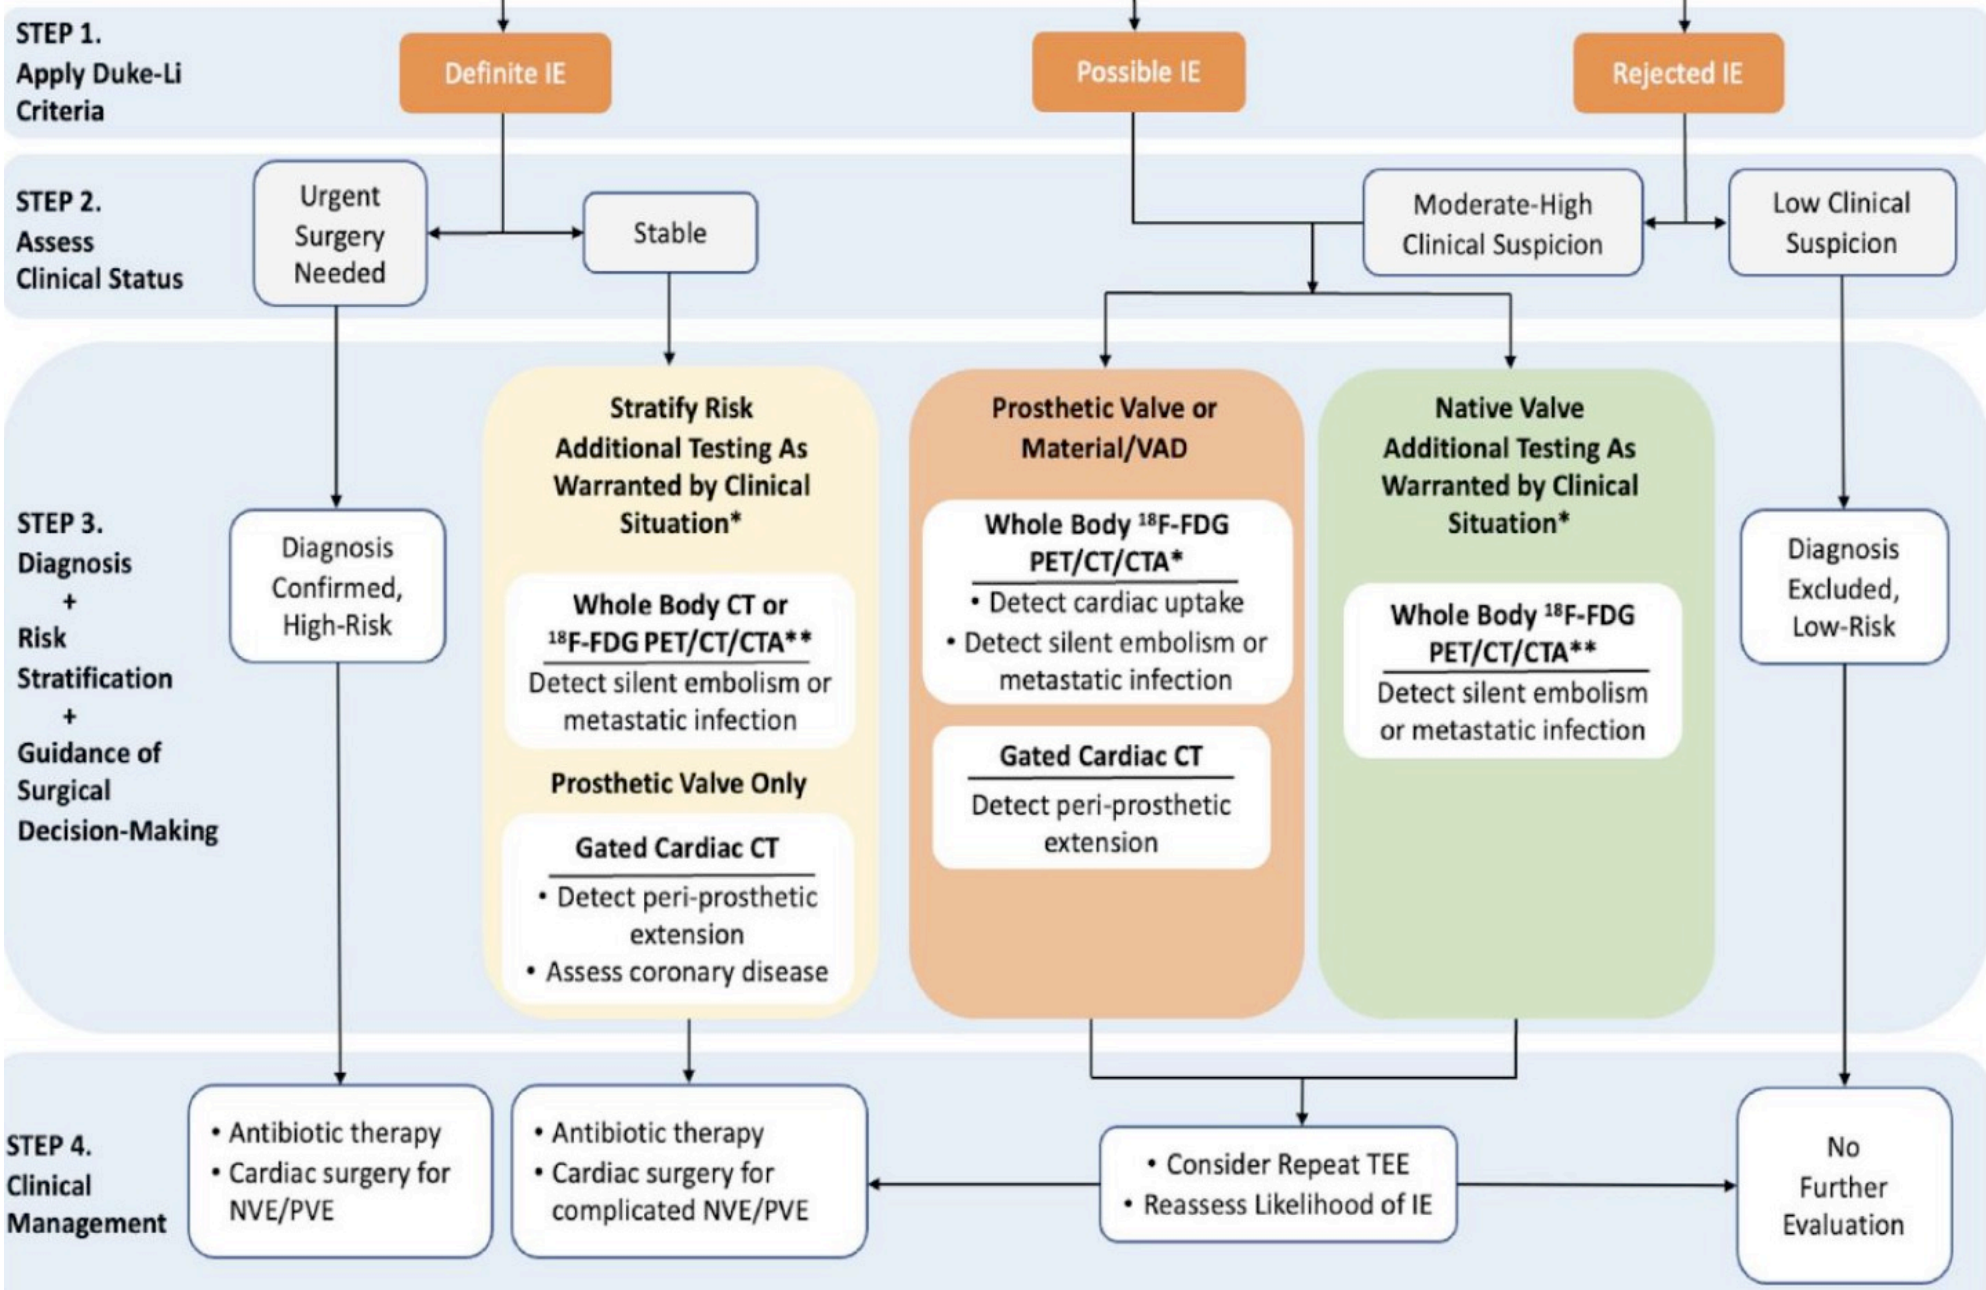 STEP 1.
Apply Duke-Li
Criteria
Definite IE
Possible IE
Rejected IE
STEP 2.
Assess
Clinical Status
Urgent
Surgery
Needed
Stable
Moderate-High
Clinical Suspicion
Low Clinical
Suspicion
STEP 3.
Diagnosis
+
Risk
Stratification
+
Guidance of
Surgical
Decision-Making
Diagnosis
Confirmed,
High-Risk
Stratify Risk
Additional Testing As
Warranted by Clinical
Situation*
Whole Body CT or
¹⁸F-FDG PET/CT/CTA**
Detect silent embolism or
metastatic infection
Prosthetic Valve Only
Gated Cardiac CT
• Detect peri-prosthetic
extension
• Assess coronary disease
Prosthetic Valve or
Material/VAD
Whole Body ¹⁸F-FDG
PET/CT/CTA*
• Detect cardiac uptake
• Detect silent embolism or
metastatic infection
Gated Cardiac CT
Detect peri-prosthetic
extension
Native Valve
Additional Testing As
Warranted by Clinical
Situation*
Whole Body ¹⁸F-FDG
PET/CT/CTA**
Detect silent embolism
or metastatic infection
Diagnosis
Excluded,
Low-Risk
STEP 4.
Clinical
Management
• Antibiotic therapy
• Cardiac surgery for
NVE/PVE
• Antibiotic therapy
• Cardiac surgery for
complicated NVE/PVE
• Consider Repeat TEE
• Reassess Likelihood of IE
No
Further
Evaluation